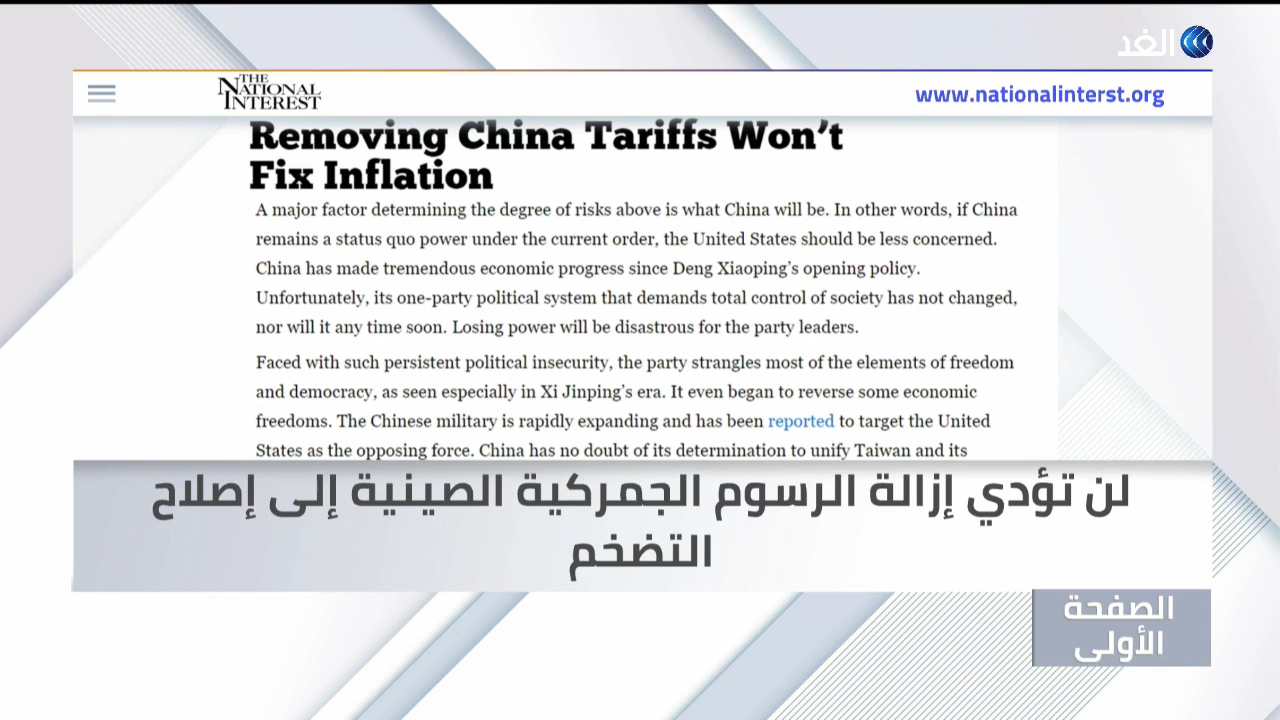 الغد
THE
NATIONAL
INTEREST
www.nationalinterst.org
Removing China Tariffs Won't
Fix Inflation
A major factor determining the degree of risks above is what China will be. In other words, if China
remains a status quo power under the current order, the United States should be less concerned.
China has made tremendous economic progress since Deng Xiaoping's opening policy.
Unfortunately, its one-party political system that demands total control of society has not changed,
nor will it any time soon. Losing power will be disastrous for the party leaders.
Faced with such persistent political insecurity, the party strangles most of the elements of freedom
and democracy, as seen especially in Xi Jinping's era. It even began to reverse some economic
freedoms. The Chinese military is rapidly expanding and has been reported to target the United
States as the opposing force. China has no doubt of its determination to unify Taiwan and its
لن تؤدي إزالة الرسوم الجمركية الصينية إلى إصلاح
التضخم
الصفحة
الأولى